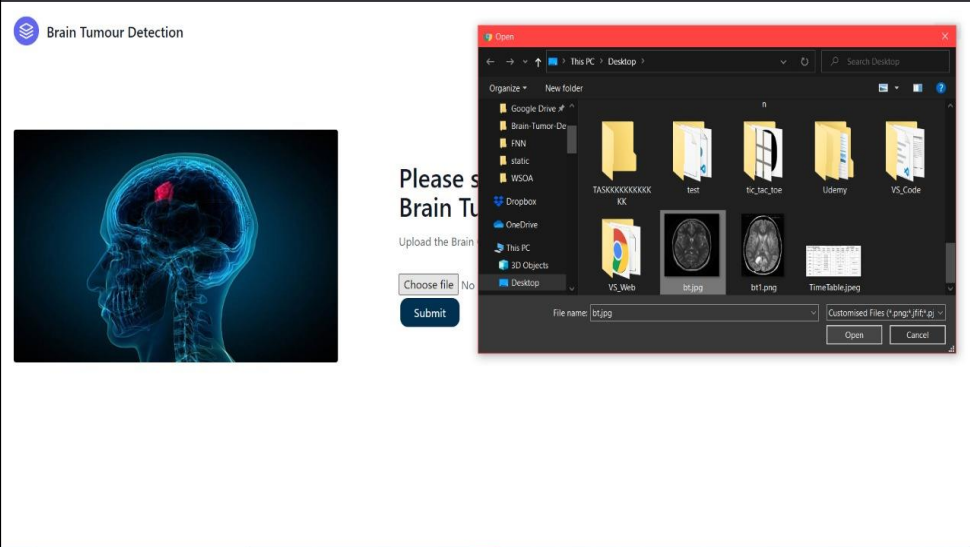 Brain Tumour Detection
Please s
Brain Tu
Upload the Brain
Choose file No
Submit
Open
This PC > Desktop >
Search Desktop
Organize
New folder
Google Drive
Brain-Tumor-De
FNN
static
WSOA
Dropbox
OneDrive
This PC
3D Objects
Desktop
n
TASKKKKKKKKKK
KK
test
tic_tac_toe
Udemy
VS_Code
VS_Web
bt.jpg
bt1.png
TimeTable.jpeg
File name: bt.jpg
Customised Files (*.png;*.jfif;*.pj
Open
Cancel